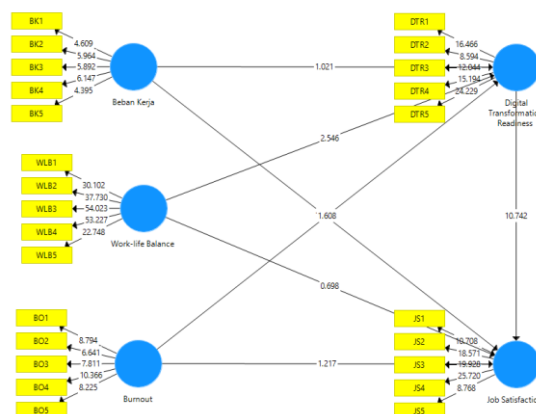 BK1
BK2
BK3
BK4
BK5
4.609
5.964
5.892
6.147
4.395
Beban Kerja
1.021
DTR1
DTR2
DTR3
DTR4
DTR5
16.466
8.594
12.044
15.194
24.229
Digital
Transformation
Readiness
2.546
WLB1
WLB2
WLB3
WLB4
WLB5
30.102
37.730
54.023
53.227
22.748
Work-life Balance
1.608
10.742
0.698
BO1
BO2
BO3
BO4
BO5
8.794
6.641
7.811
10.366
8.225
Burnout
1.217
JS1
JS2
JS3
JS4
JS5
18.571
19.928
25.720
8.768
Job Satisfaction